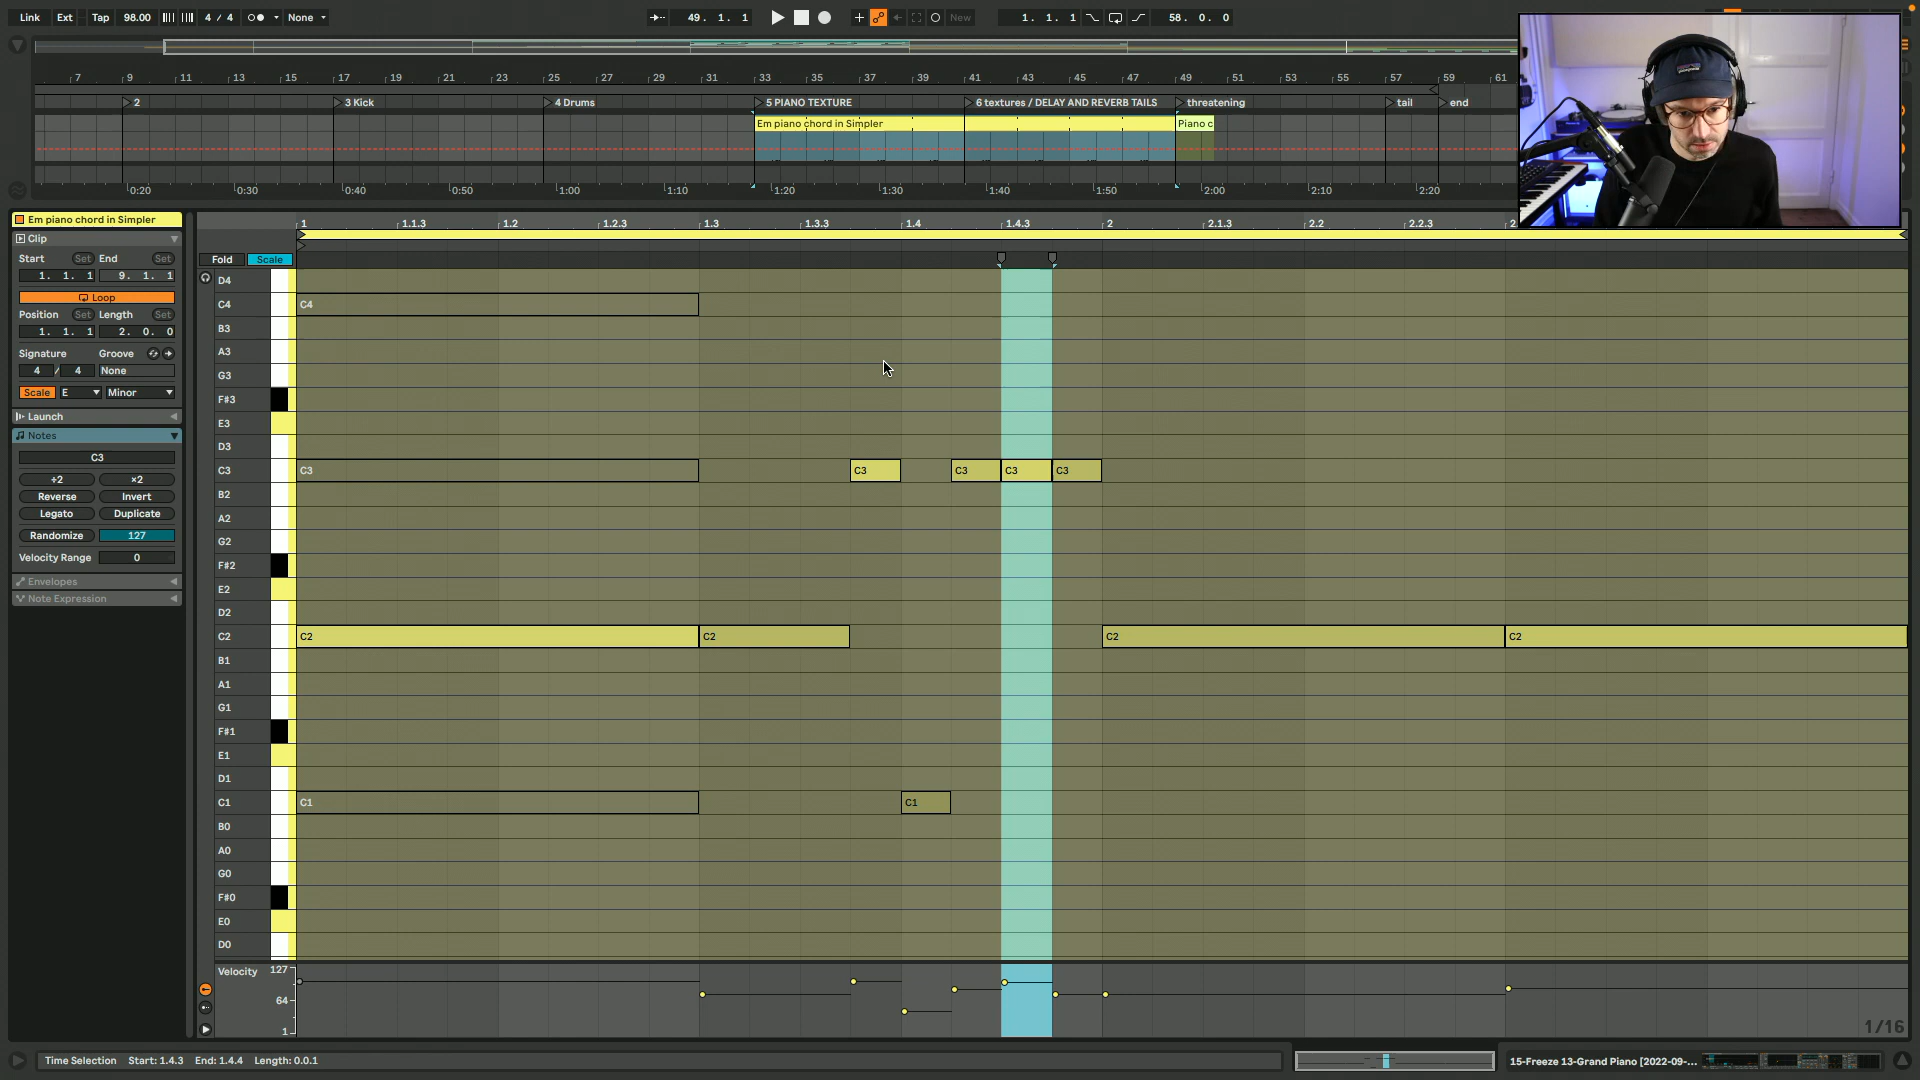 Link Ext Tap 98.00 4 / 4 None 49. 1. 1 New 1. 1. 1 58. 0. 0
7 9 11 13 15 17 19 21 23 25 27 29 31 33 35 37 39 41 43 45 47 49 51 53 55 57 59 61
2 3 Kick 4 Drums 5 PIANO TEXTURE 6 textures / DELAY AND REVERB TAILS threatening tail end
Em piano chord in Simpler Piano c
0:20 0:30 0:40 0:50 1:00 1:10 1:20 1:30 1:40 1:50 2:00 2:10 2:20
Em piano chord in Simpler
Clip
Start Set End Set
1. 1. 1 9. 1. 1
Loop
Position Set Length Set
1. 1. 1 2. 0. 0
Signature Groove
4 / 4 None
Scale E Minor
Launch
Notes
C3
÷2 ×2
Reverse Invert
Legato Duplicate
Randomize 127
Velocity Range 0
Envelopes
Note Expression
1 1.1.3 1.2 1.2.3 1.3 1.3.3 1.4 1.4.3 2 2.1.3 2.2 2.2.3
Fold Scale
D4
C4 C4
B3
A3
G3
F#3
E3
D3
C3 C3 C3 C3 C3 C3
B2
A2
G2
F#2
E2
D2
C2 C2 C2 C2 C2
B1
A1
G1
F#1
E1
D1
C1 C1 C1
B0
A0
G0
F#0
E0
D0
Velocity 127
64
1
1/16
Time Selection Start: 1.4.3 End: 1.4.4 Length: 0.0.1
15-Freeze 13-Grand Piano [2022-09-...